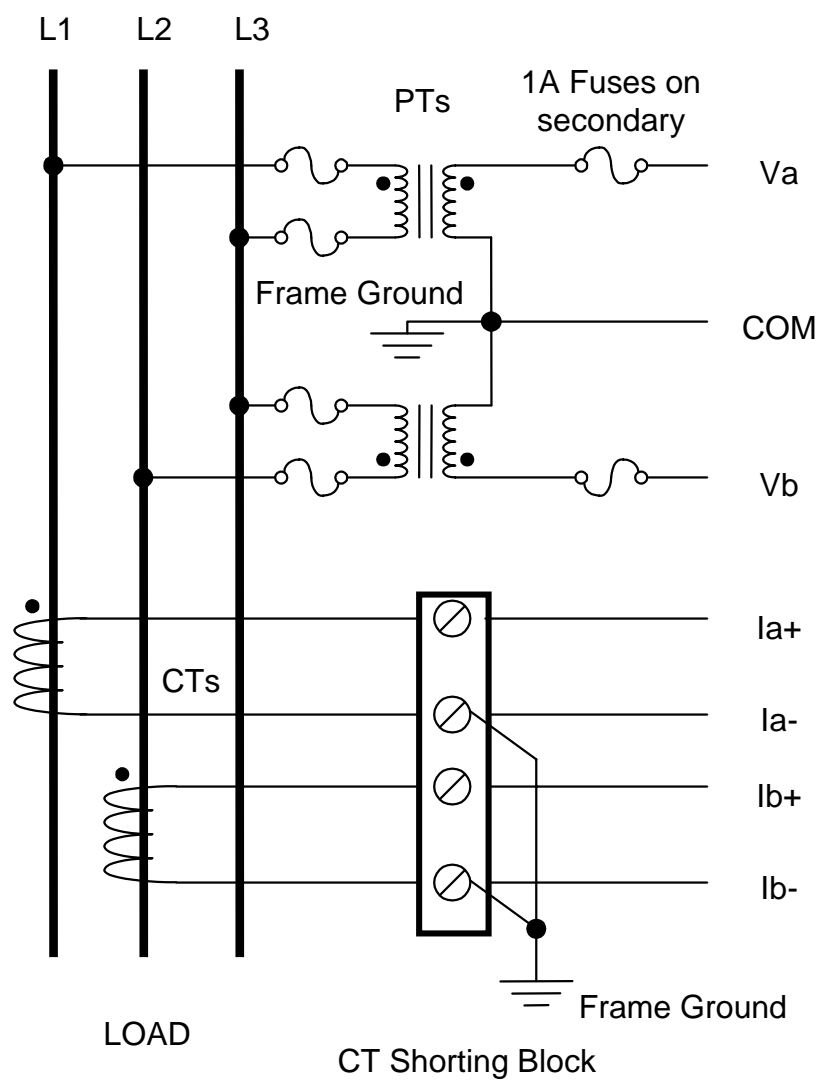 L1
L2
L3
PTs
1A Fuses on
secondary
Va
Frame Ground
COM
Vb
Ia+
CTs
Ia-
Ib+
Ib-
Frame Ground
LOAD
CT Shorting Block